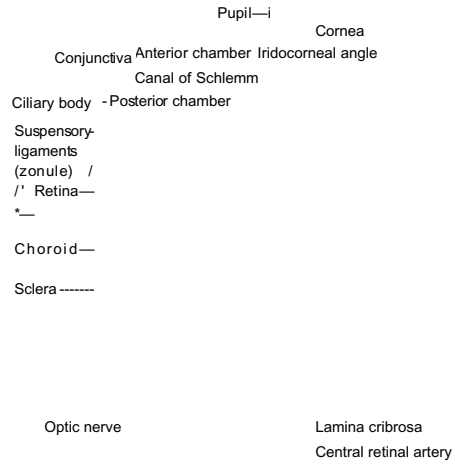 Pupil—i
Cornea
Conjunctiva Anterior chamber Iridocorneal angle
Canal of Schlemm
Ciliary body - Posterior chamber
Suspensory-
ligaments
(zonule) /
/ ' Retina—
*—
Choroid—
Sclera -------
Optic nerve Lamina cribrosa
Central retinal artery